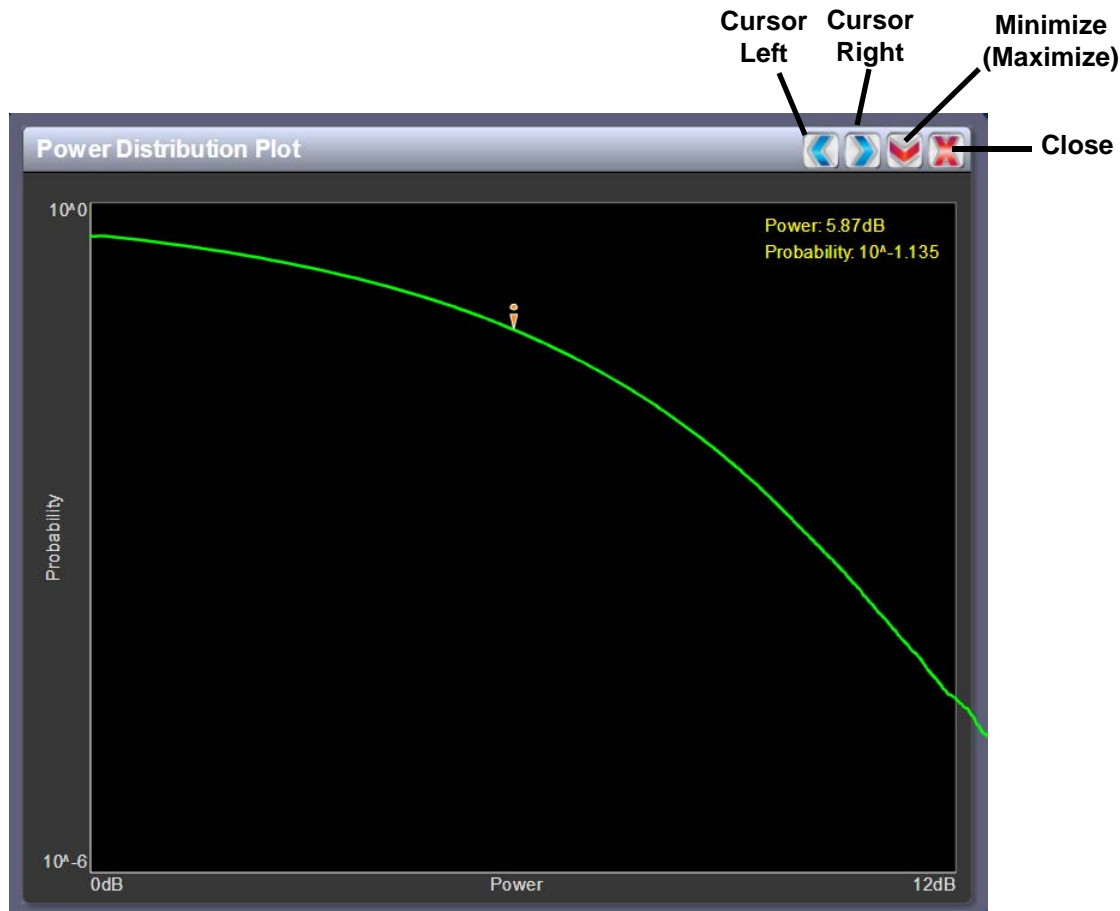 Cursor Left
Cursor Right
Minimize (Maximize)
Close
Power Distribution Plot
10^0
Power: 5.87dB
Probability: 10^-1.135
Probability
10^-6
0dB
Power
12dB